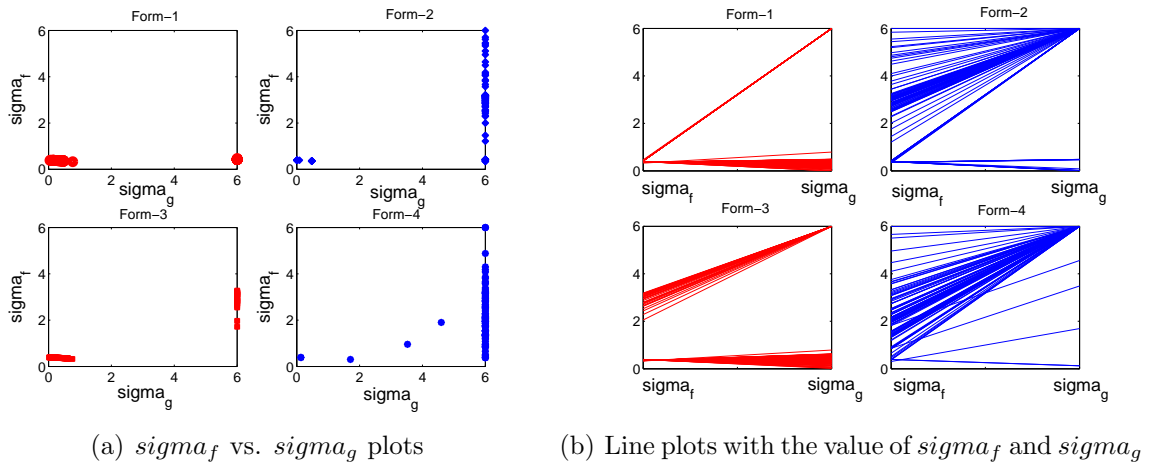 Form−1
Form−2
6
4
2
0
sigma_f
0 2 4 6
sigma_g
6
4
2
0
sigma_f
0 2 4 6
sigma_g
Form−3
Form−4
6
4
2
0
sigma_f
0 2 4 6
sigma_g
6
4
2
0
sigma_f
0 2 4 6
sigma_g
(a) sigma_f vs. sigma_g plots
Form−1
Form−2
6
4
2
0
sigma_f sigma_g
6
4
2
0
sigma_f sigma_g
Form−3
Form−4
6
4
2
0
sigma_f sigma_g
6
4
2
0
sigma_f sigma_g
(b) Line plots with the value of sigma_f and sigma_g